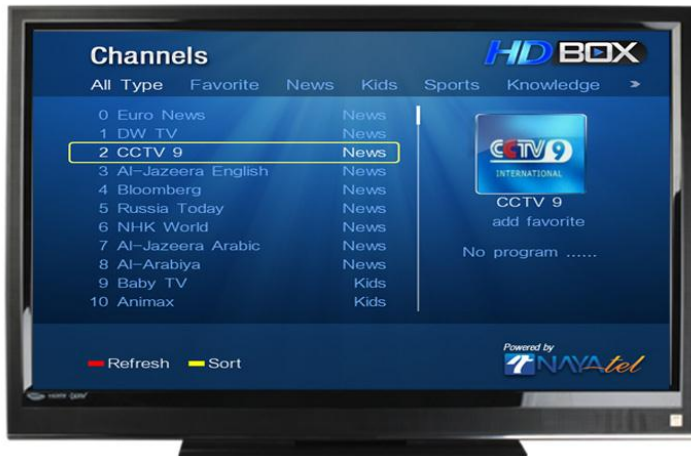 Channels
HD BOX
All Type Favorite News Kids Sports Knowledge »
0 Euro News News
1 DW TV News
2 CCTV 9 News
3 Al-Jazeera English News
4 Bloomberg News
5 Russia Today News
6 NHK World News
7 Al-Jazeera Arabic News
8 Al-Arabiya News
9 Baby TV Kids
10 Animax Kids
CCTV 9
INTERNATIONAL
CCTV 9
add favorite
No program ......
Refresh Sort
Powered by
NAYAtel